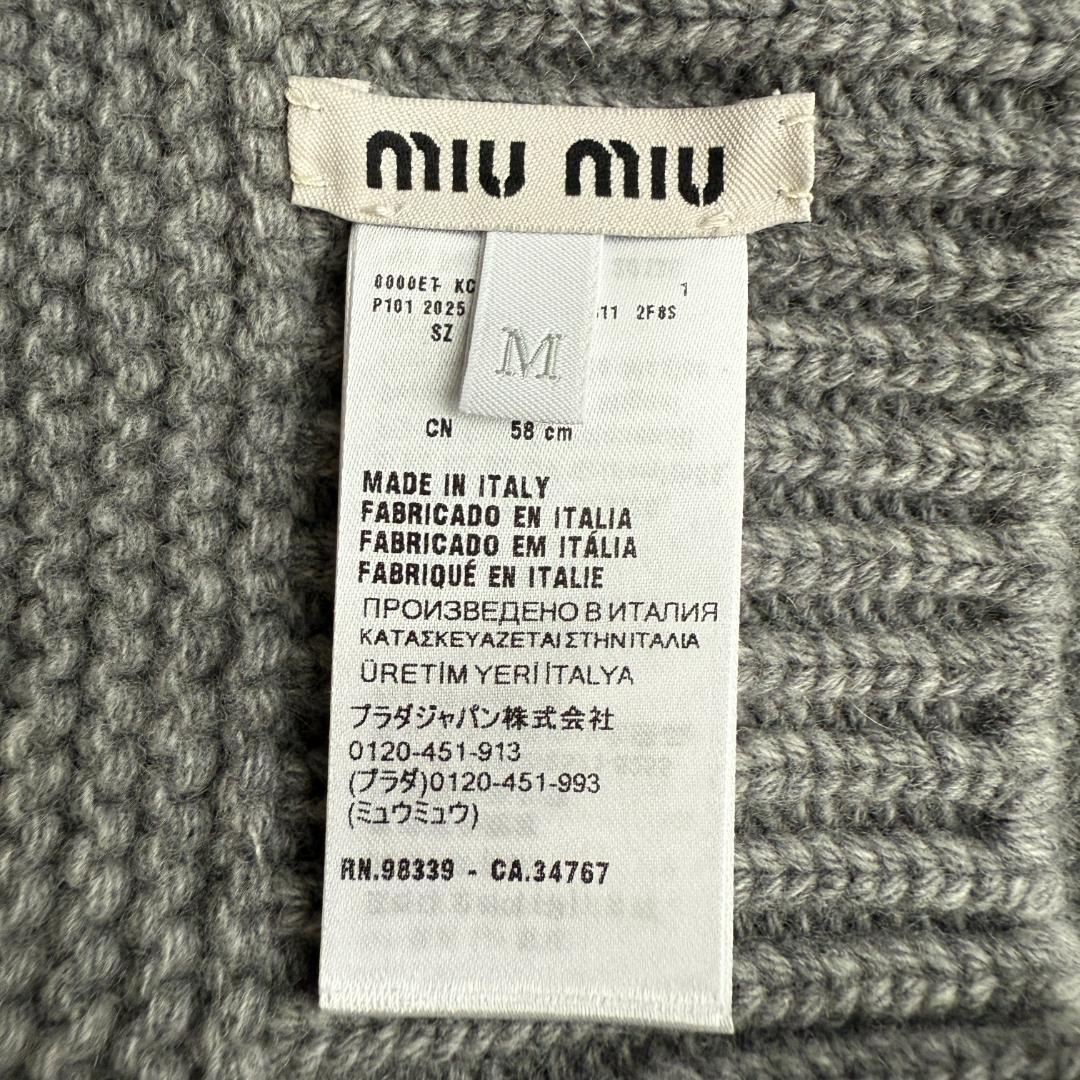 MIU MIU
0000ET KC 1
P101 2025 11 2F8S
SZ
M
CN 58 cm
MADE IN ITALY
FABRICADO EN ITALIA
FABRICADO EM ITÁLIA
FABRIQUÉ EN ITALIE
ПРОИЗВЕДЕНО В ИТАЛИЯ
ΚΑΤΑΣΚΕΥΑΖΕΤΑΙ ΣΤΗΝ ΙΤΑΛΙΑ
ÜRETİM YERİ İTALYA
プラダジャパン株式会社
0120-451-913
(プラダ)0120-451-993
(ミュウミュウ)
RN.98339 - CA.34767